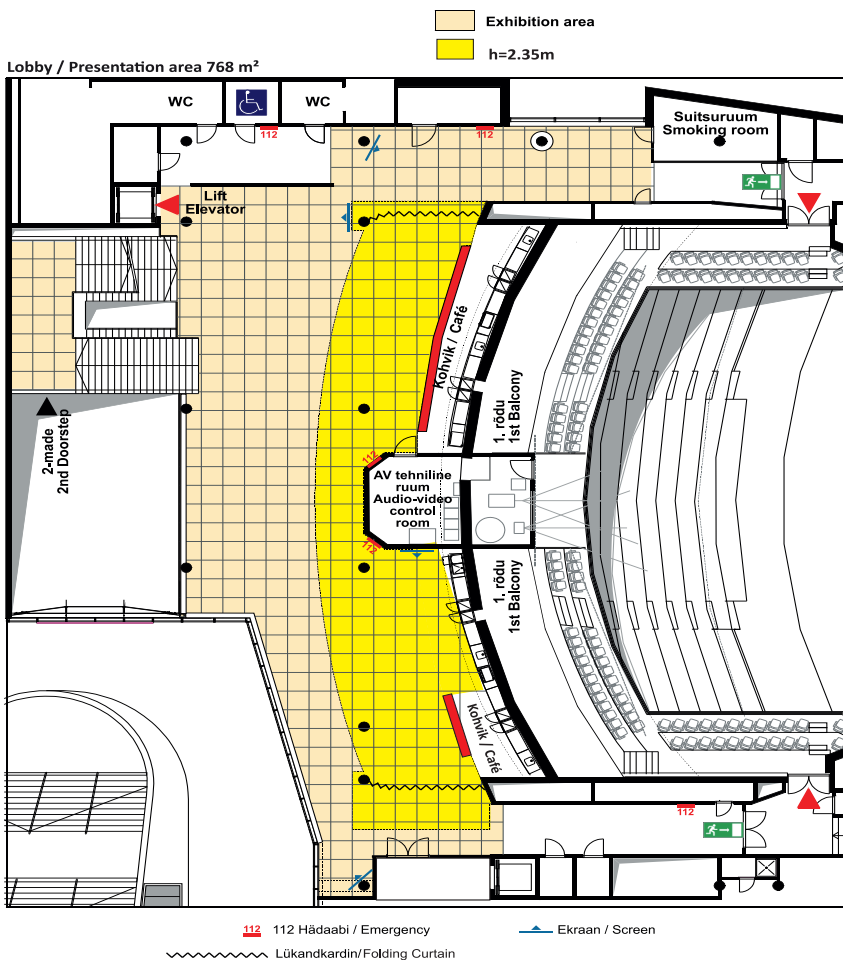 Exhibition area
h=2.35m
Lobby / Presentation area 768 m²
WC
WC
112
112
Suitsuruum
Smoking room
Lift
Elevator
Kohvik / Café
1. rõdu
1st Balcony
2-made
2nd Doorstep
112
AV tehniline
ruum
Audio-video
control
room
112
1. rõdu
1st Balcony
Kohvik / Café
112
112 112 Hädaabi / Emergency
Ekraan / Screen
Lükandkardin/Folding Curtain